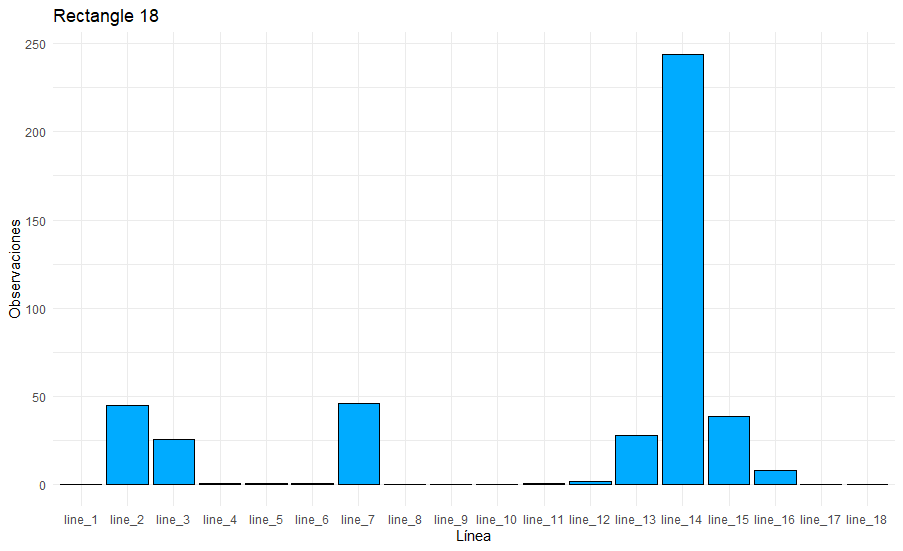 Rectangle 18
250
200
150
100
50
0
Observaciones
line_1 line_2 line_3 line_4 line_5 line_6 line_7 line_8 line_9 line_10 line_11 line_12 line_13 line_14 line_15 line_16 line_17 line_18
Línea